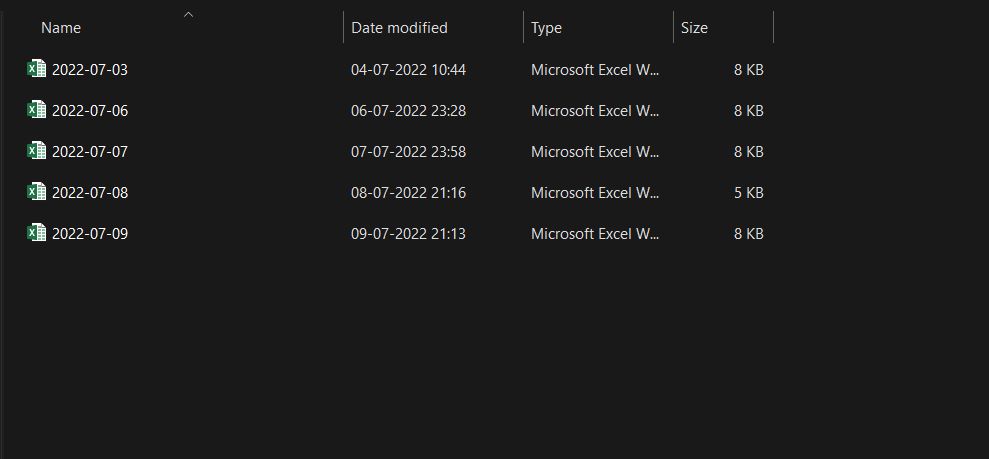 Name Date modified Type Size
2022-07-03 04-07-2022 10:44 Microsoft Excel W... 8 KB
2022-07-06 06-07-2022 23:28 Microsoft Excel W... 8 KB
2022-07-07 07-07-2022 23:58 Microsoft Excel W... 8 KB
2022-07-08 08-07-2022 21:16 Microsoft Excel W... 5 KB
2022-07-09 09-07-2022 21:13 Microsoft Excel W... 8 KB